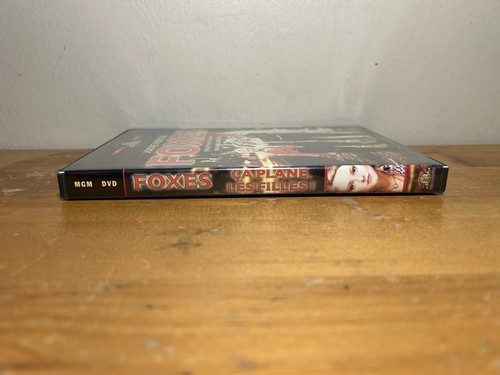 FOXES
MGM DVD
FOXES
ÇA PLANE
LES FILLES!